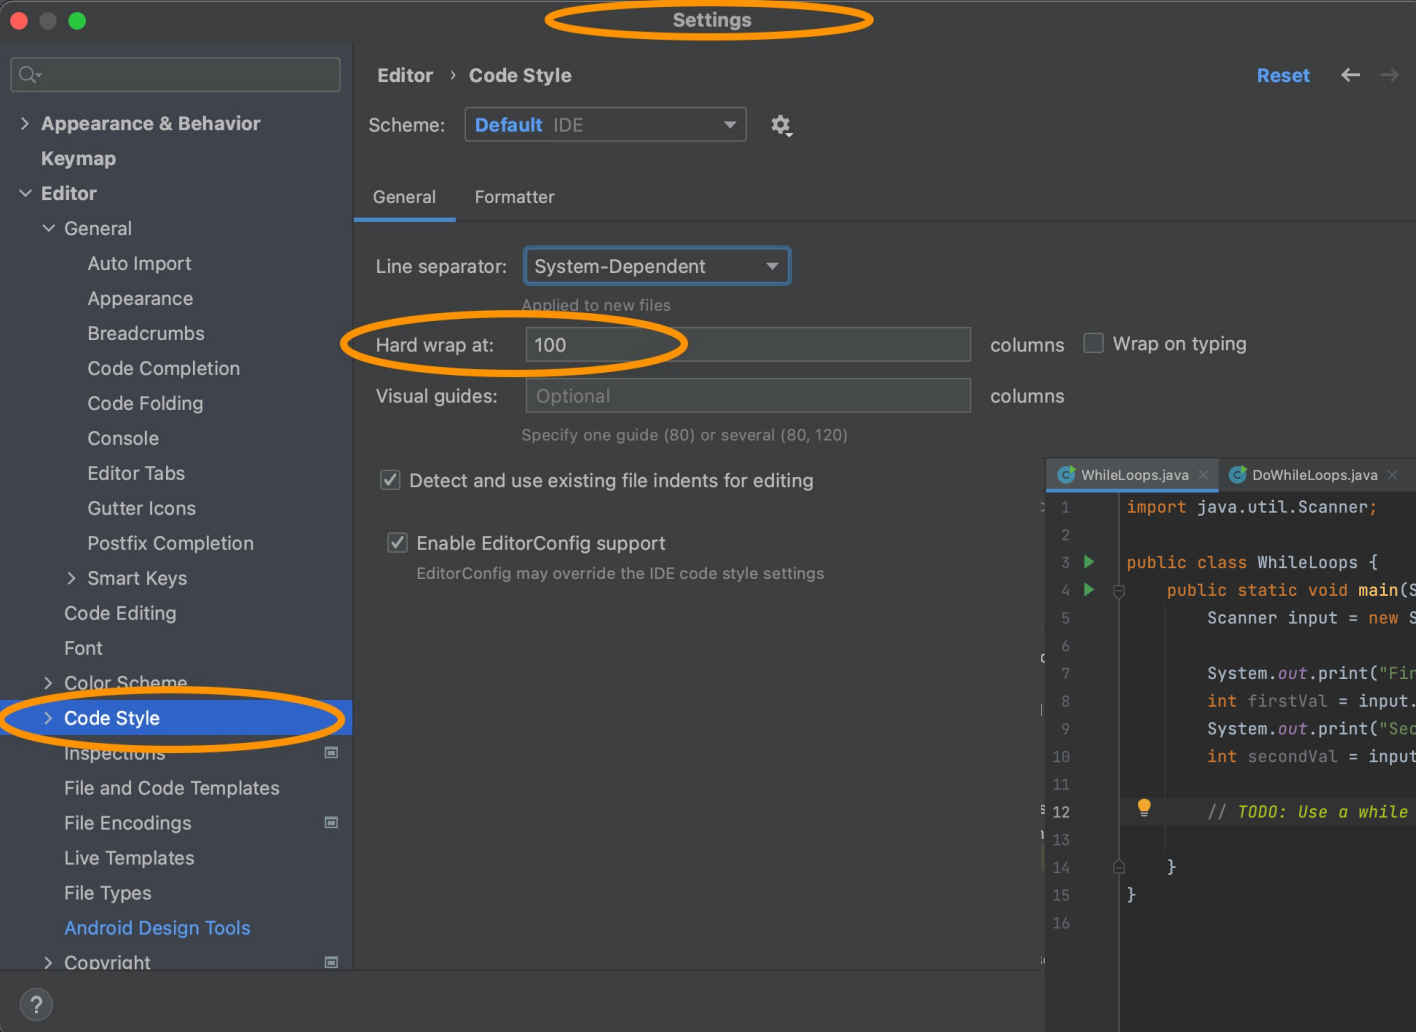 Settings
Editor › Code Style
Reset
Appearance & Behavior
Keymap
Editor
General
Auto Import
Appearance
Breadcrumbs
Code Completion
Code Folding
Console
Editor Tabs
Gutter Icons
Postfix Completion
Smart Keys
Code Editing
Font
Color Scheme
Code Style
Inspections
File and Code Templates
File Encodings
Live Templates
File Types
Android Design Tools
Copyright
?
Scheme: Default IDE
General Formatter
Line separator: System-Dependent
Applied to new files
Hard wrap at: 100 columns Wrap on typing
Visual guides: Optional columns
Specify one guide (80) or several (80, 120)
Detect and use existing file indents for editing
Enable EditorConfig support
EditorConfig may override the IDE code style settings
WhileLoops.java DoWhileLoops.java
1 import java.util.Scanner;
2
3 public class WhileLoops {
4 public static void main(S
5 Scanner input = new S
6
7 System.out.print("Fir
8 int firstVal = input.
9 System.out.print("Sec
10 int secondVal = input
11
12 // TODO: Use a while
13
14 }
15 }
16